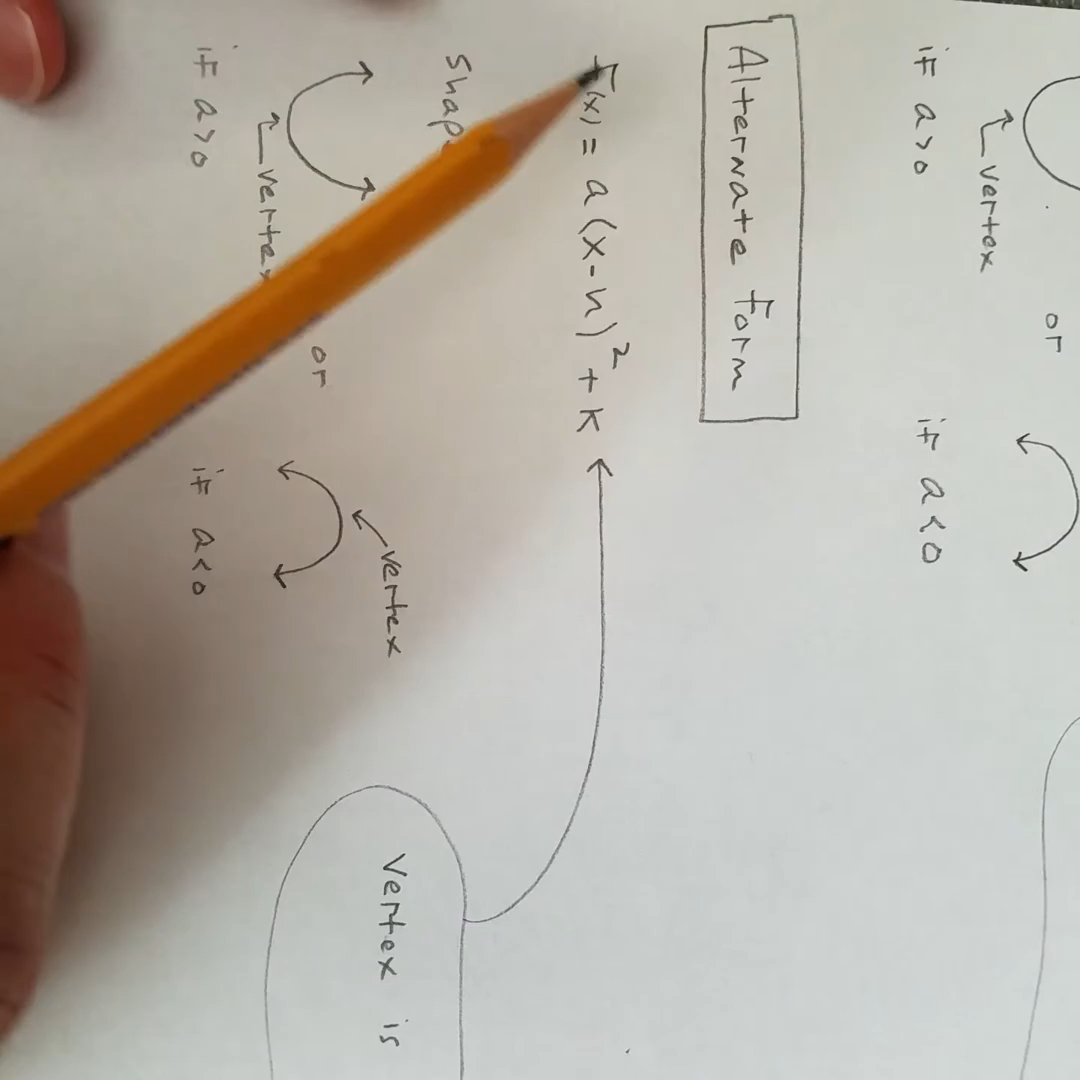 vertex
or
if a>0
if a<0
Alternate Form
f(x) = a(x-h)² + k
vertex
vertex
or
if a>0
if a<0
Vertex is